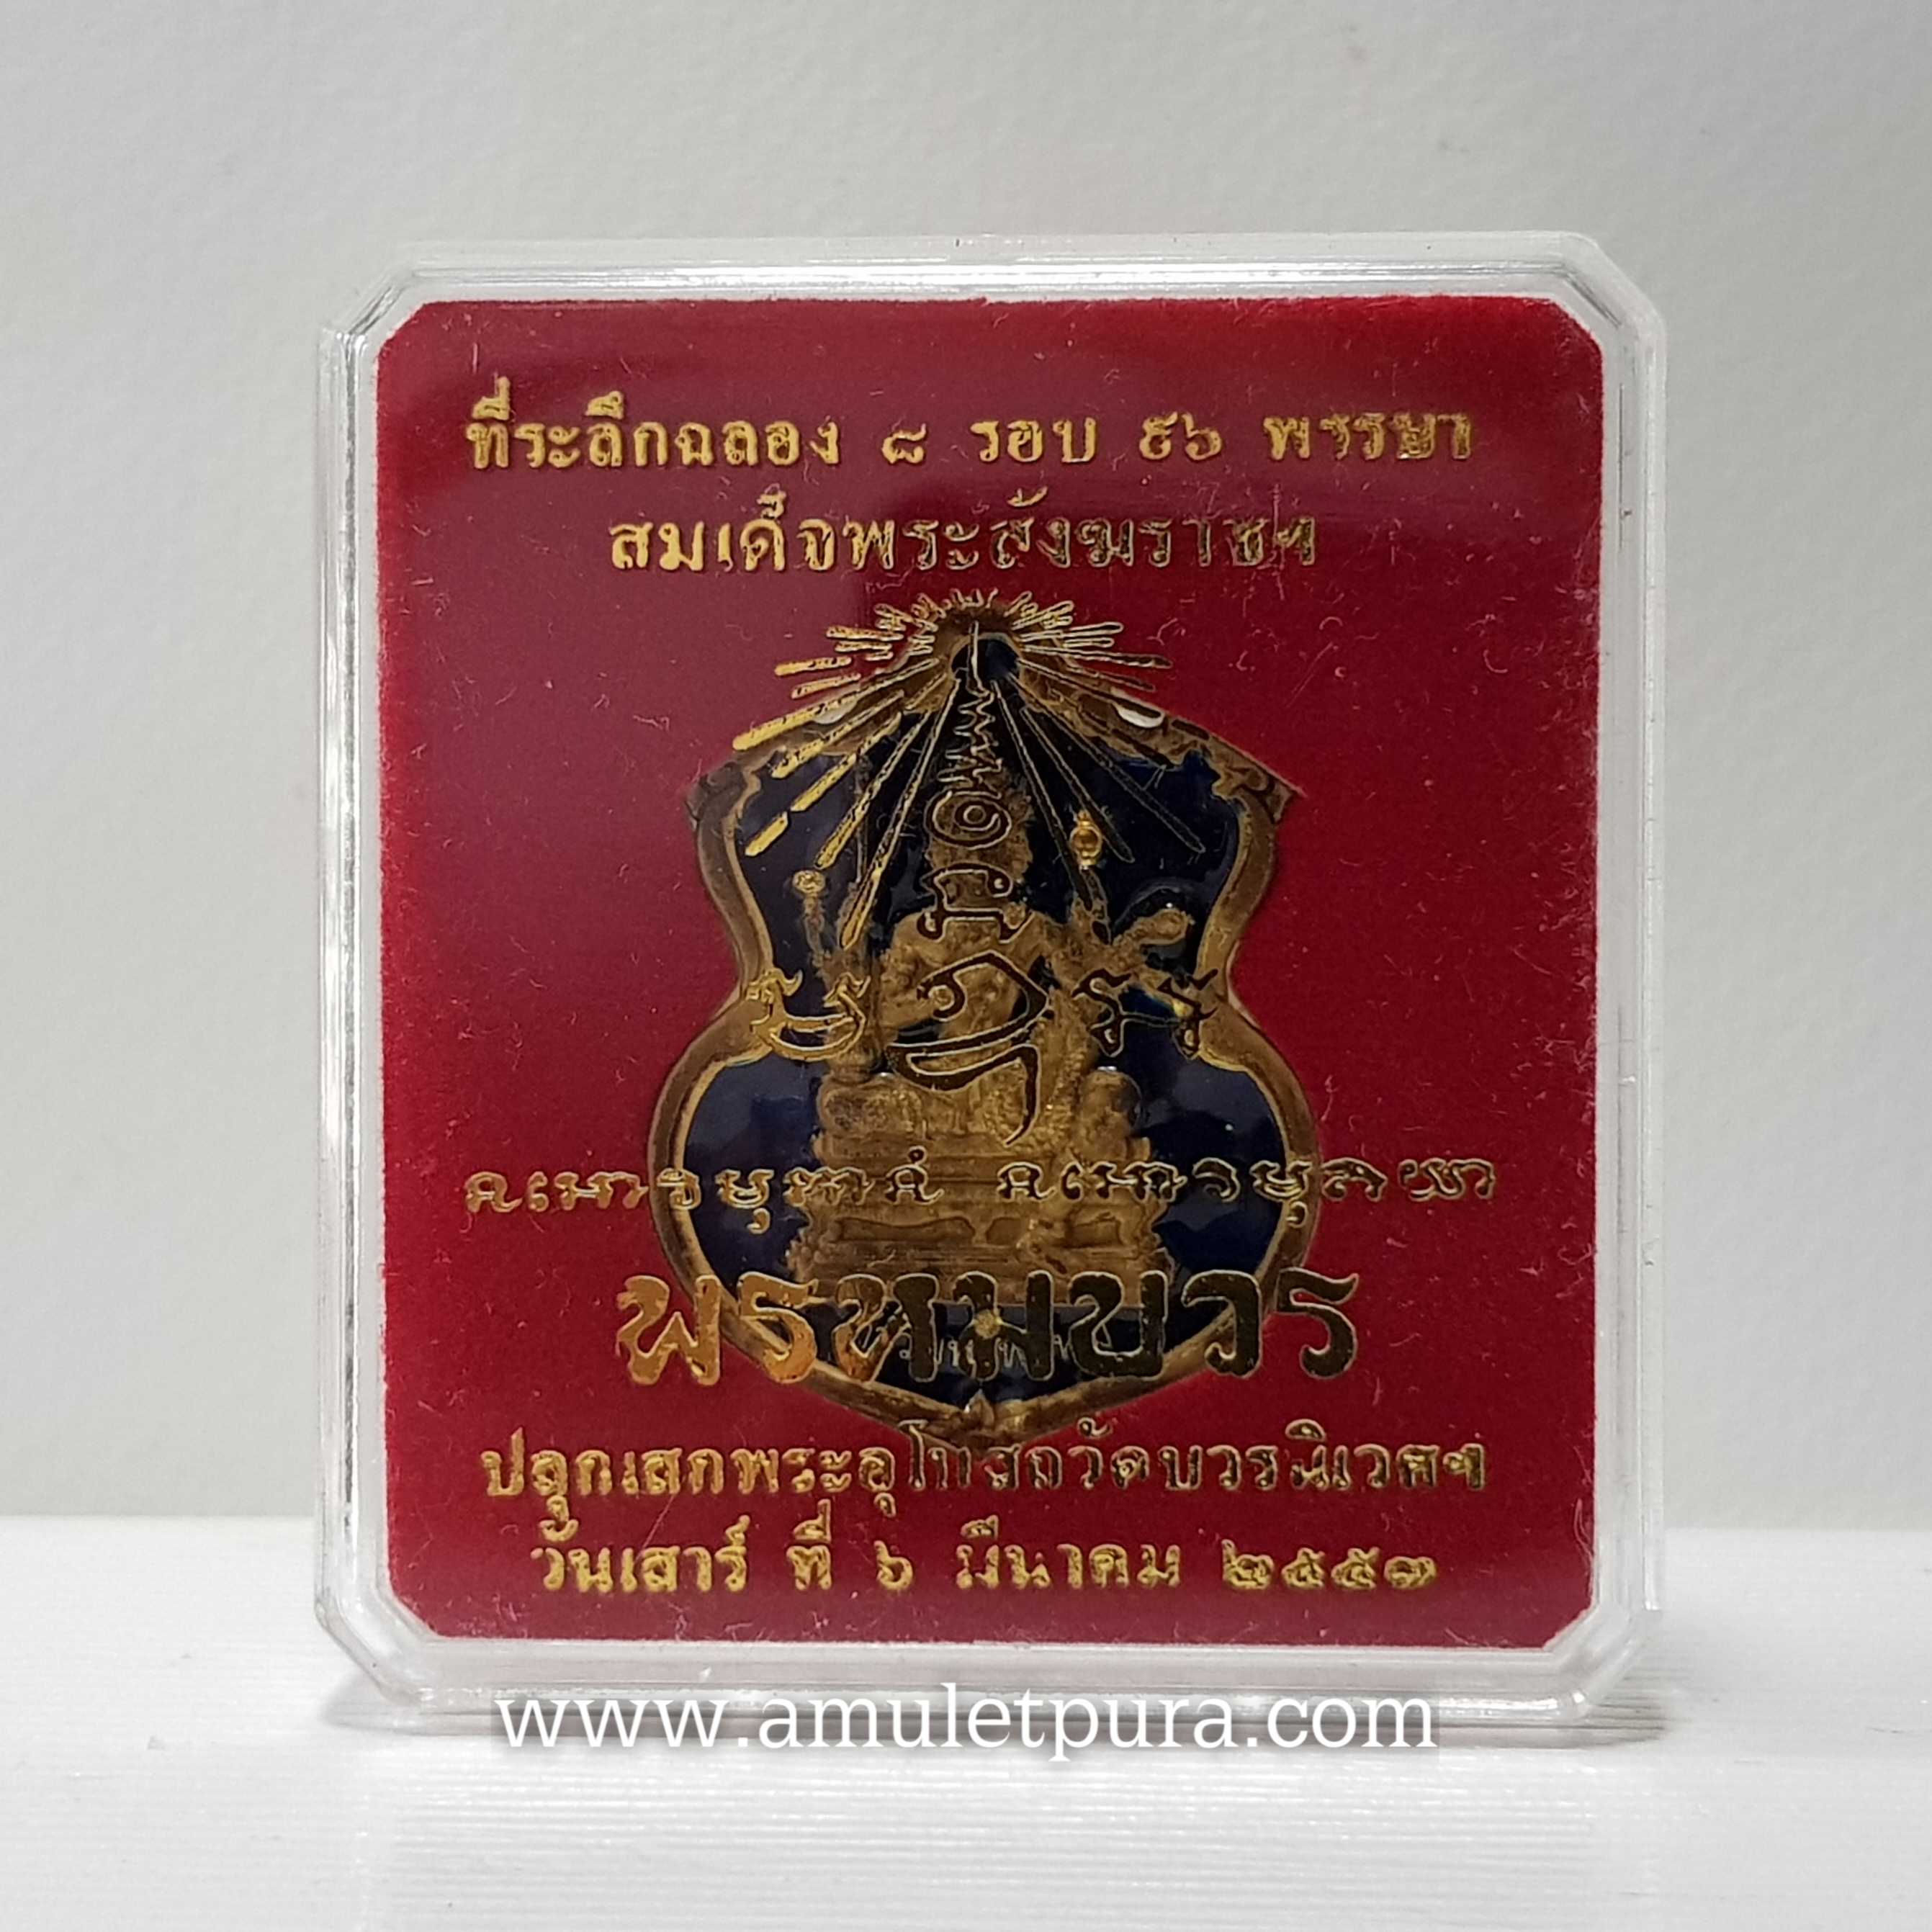 ที่ระลึกฉลอง ๘ รอบ ๙๖ พรรษา
สมเด็จพระสังฆราชฯ
พรหมบวร
ปลุกเสกพระอุโบสถวัดบวรนิเวศฯ
วันเสาร์ ที่ ๖ มีนาคม ๒๕๕๓
www.amuletpura.com